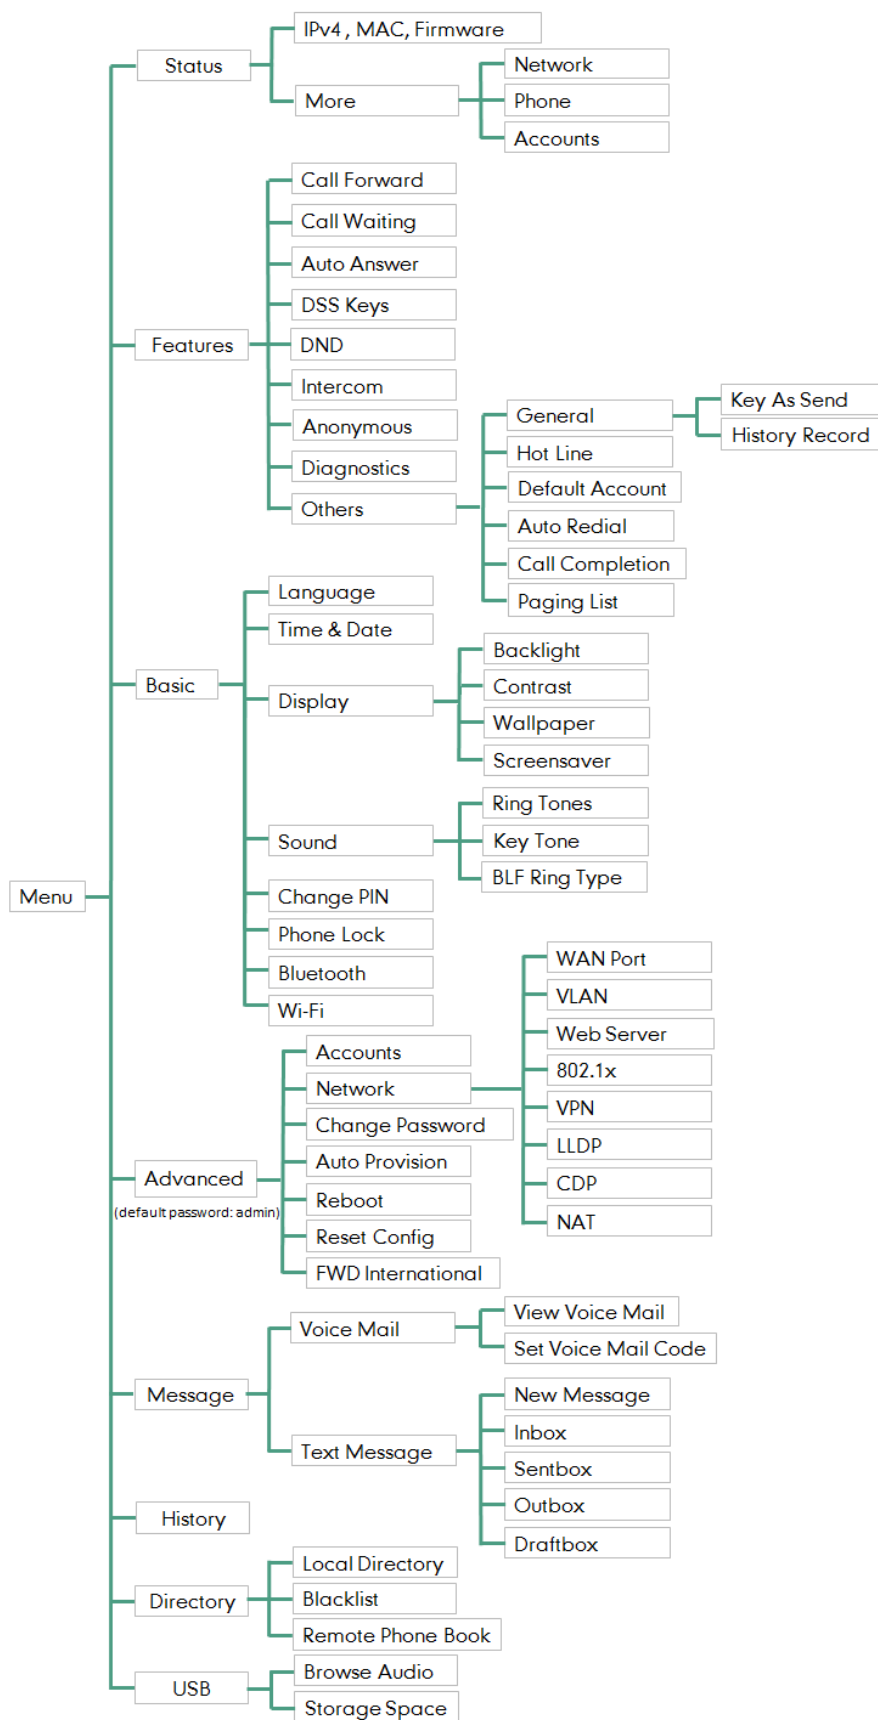 IPv4 , MAC, Firmware
Status
More
Network
Phone
Accounts
Call Forward
Call Waiting
Auto Answer
DSS Keys
Features
DND
Intercom
Anonymous
Diagnostics
Others
General
Key As Send
History Record
Hot Line
Default Account
Auto Redial
Call Completion
Paging List
Language
Time & Date
Basic
Display
Backlight
Contrast
Wallpaper
Screensaver
Sound
Ring Tones
Key Tone
BLF Ring Type
Menu
Change PIN
Phone Lock
Bluetooth
Wi-Fi
Accounts
Network
WAN Port
VLAN
Web Server
802.1x
VPN
LLDP
CDP
NAT
Change Password
Auto Provision
Advanced
(default password: admin)
Reboot
Reset Config
FWD International
Voice Mail
View Voice Mail
Set Voice Mail Code
Message
Text Message
New Message
Inbox
Sentbox
Outbox
Draftbox
History
Local Directory
Directory
Blacklist
Remote Phone Book
USB
Browse Audio
Storage Space